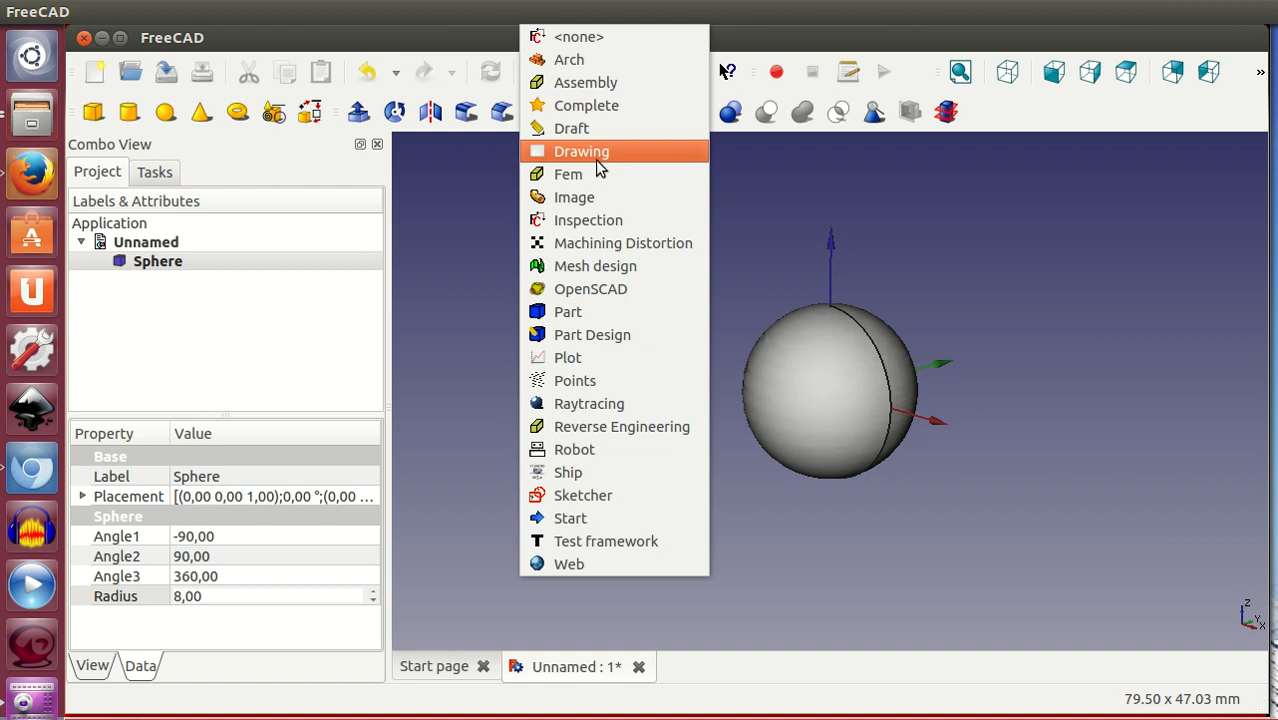 FreeCAD
FreeCAD
<none>
Arch
Assembly
Complete
Draft
Drawing
Fem
Image
Inspection
Machining Distortion
Mesh design
OpenSCAD
Part
Part Design
Plot
Points
Raytracing
Reverse Engineering
Robot
Ship
Sketcher
Start
Test framework
Web
Combo View
Project Tasks
Labels & Attributes
Application
Unnamed
Sphere
Property Value
Base
Label Sphere
Placement [(0,00 0,00 1,00);0,00 °;(0,00 ...
Sphere
Angle1 -90,00
Angle2 90,00
Angle3 360,00
Radius 8,00
View Data
Z
Y
X
Start page Unnamed : 1*
79.50 x 47.03 mm